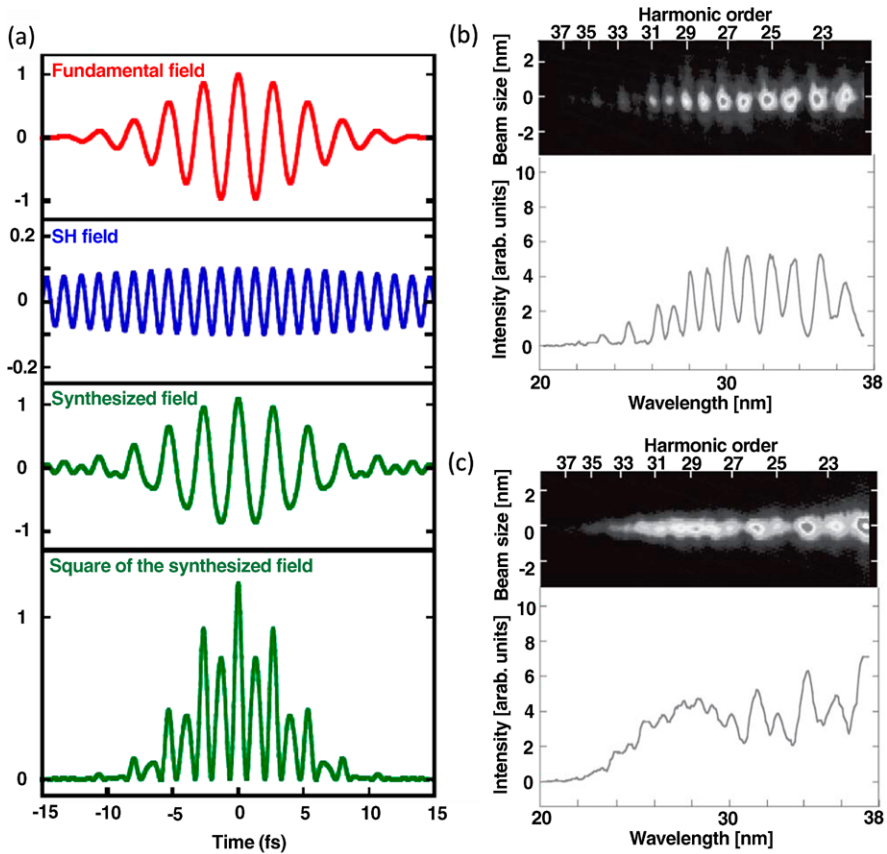 (a)
Fundamental field
1
0
-1
SH field
0.2
0
-0.2
Synthesized field
1
0
-1
Square of the synthesized field
1
0
-15 -10 -5 0 5 10 15
Time (fs)
(b)
Harmonic order
37 35 33 31 29 27 25 23
Beam size [nm]
2
0
-2
Intensity [arb. units]
10
8
6
4
2
0
20 30 38
Wavelength [nm]
(c)
Harmonic order
37 35 33 31 29 27 25 23
Beam size [nm]
2
0
-2
Intensity [arb. units]
10
8
6
4
2
0
20 30 38
Wavelength [nm]